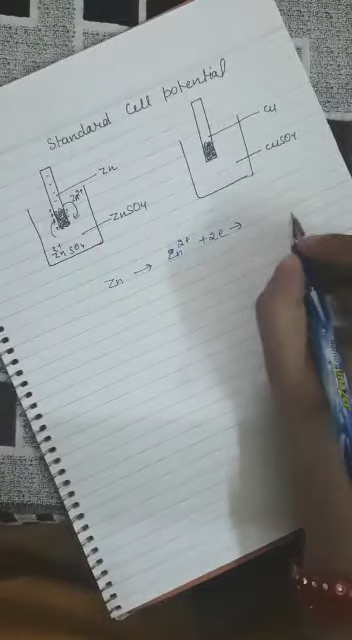 Standard Cell potential
Zn
Zn²⁺
ZnSO₄
Zn²⁺ SO₄
Cu
CuSO₄
Zn → Zn²⁺ + 2e →